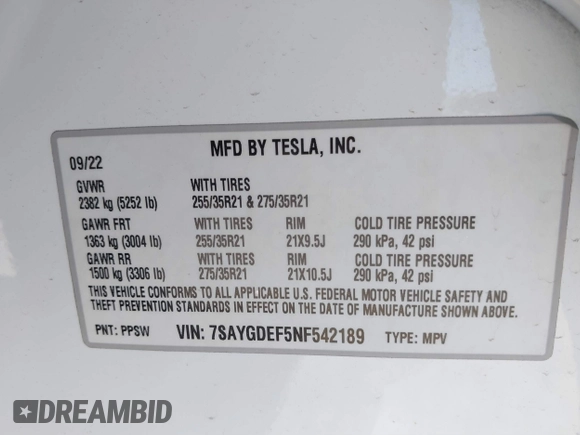 MFD BY TESLA, INC.
09/22
GVWR WITH TIRES
2382 kg (5252 lb) 255/35R21 & 275/35R21
GAWR FRT WITH TIRES RIM COLD TIRE PRESSURE
1363 kg (3004 lb) 255/35R21 21X9.5J 290 kPa, 42 psi
GAWR RR WITH TIRES RIM COLD TIRE PRESSURE
1500 kg (3306 lb) 275/35R21 21X10.5J 290 kPa, 42 psi
THIS VEHICLE CONFORMS TO ALL APPLICABLE U.S. FEDERAL MOTOR VEHICLE SAFETY AND
THEFT PREVENTION STANDARDS IN EFFECT ON THE DATE OF MANUFACTURE SHOWN ABOVE.
PNT: PPSW VIN: 7SAYGDEF5NF542189 TYPE: MPV
DREAMBID